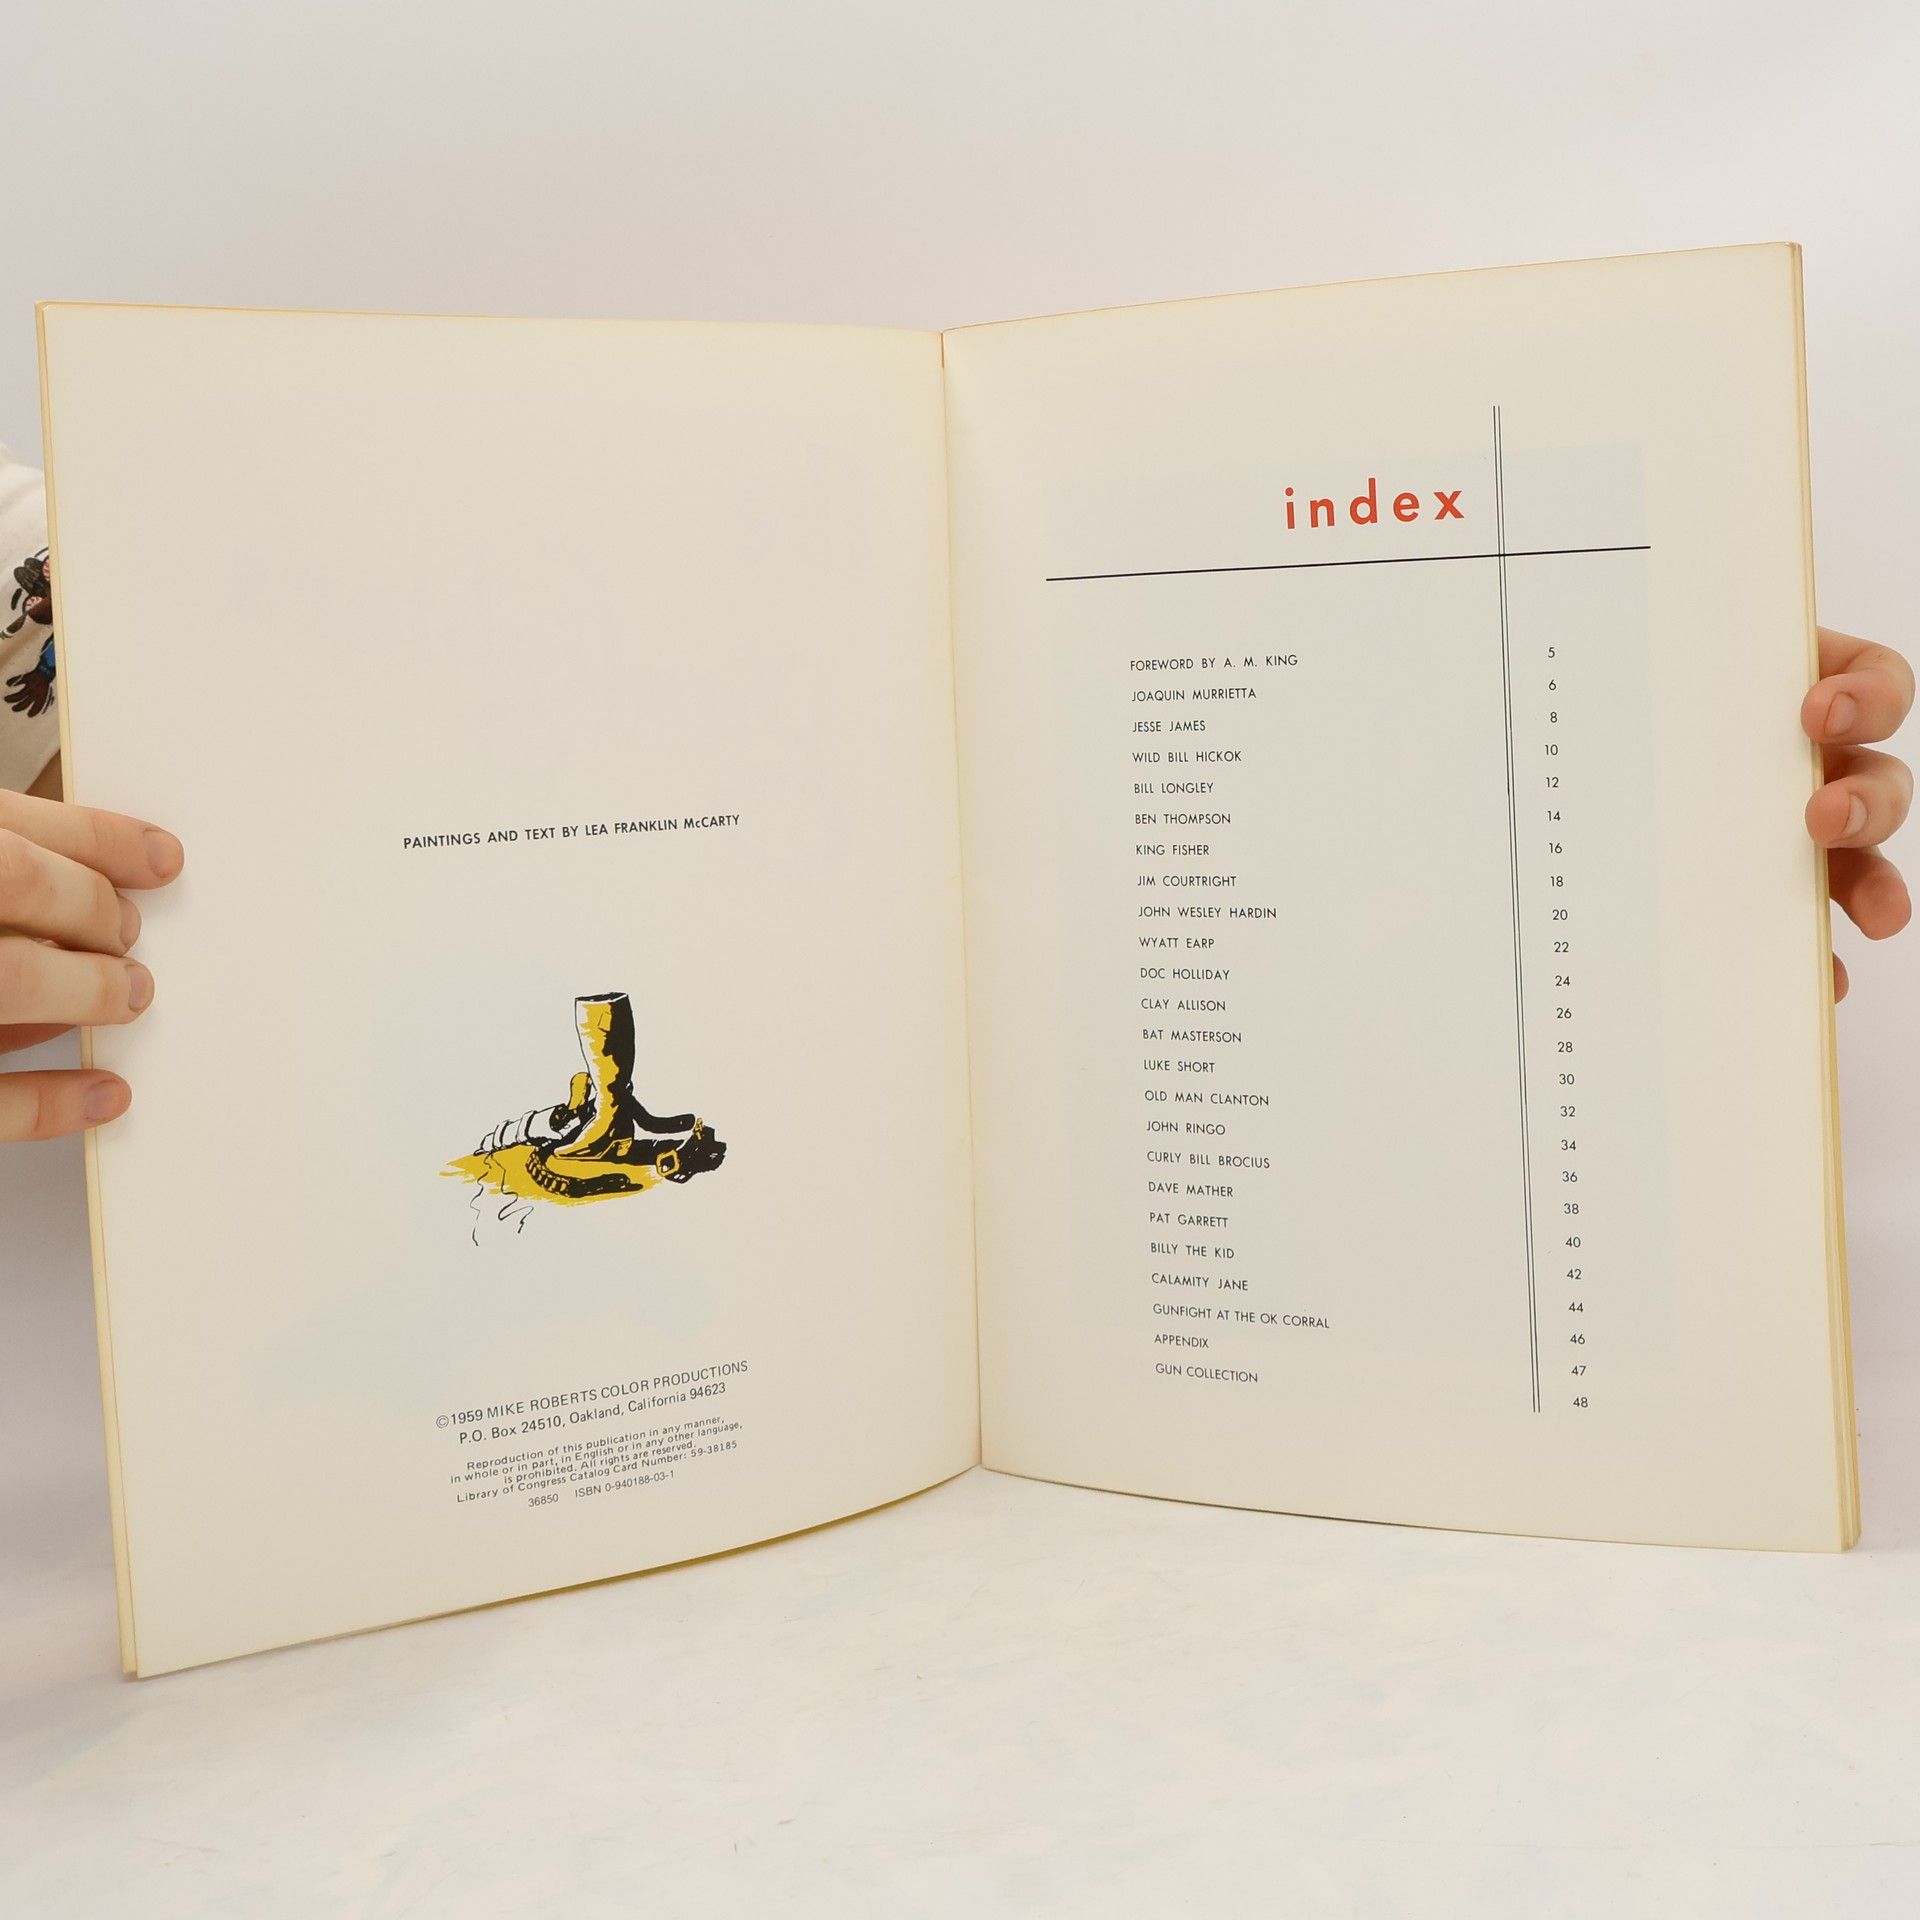 PAINTINGS AND TEXT BY LEA FRANKLIN McCARTY
©1959 MIKE ROBERTS COLOR PRODUCTIONS
P.O. Box 24510, Oakland, California 94623
Reproduction of this publication in any manner,
in whole or in part, in English or in any other language,
is prohibited. All rights are reserved.
Library of Congress Catalog Card Number: 59-38185
36850 ISBN 0-940188-03-1
index
FOREWORD BY A. M. KING 5
JOAQUIN MURRIETTA 6
JESSE JAMES 8
WILD BILL HICKOK 10
BILL LONGLEY 12
BEN THOMPSON 14
KING FISHER 16
JIM COURTRIGHT 18
JOHN WESLEY HARDIN 20
WYATT EARP 22
DOC HOLLIDAY 24
CLAY ALLISON 26
BAT MASTERSON 28
LUKE SHORT 30
OLD MAN CLANTON 32
JOHN RINGO 34
CURLY BILL BROCIUS 36
DAVE MATHER 38
PAT GARRETT 40
BILLY THE KID 42
CALAMITY JANE 44
GUNFIGHT AT THE OK CORRAL 46
APPENDIX 47
GUN COLLECTION 48